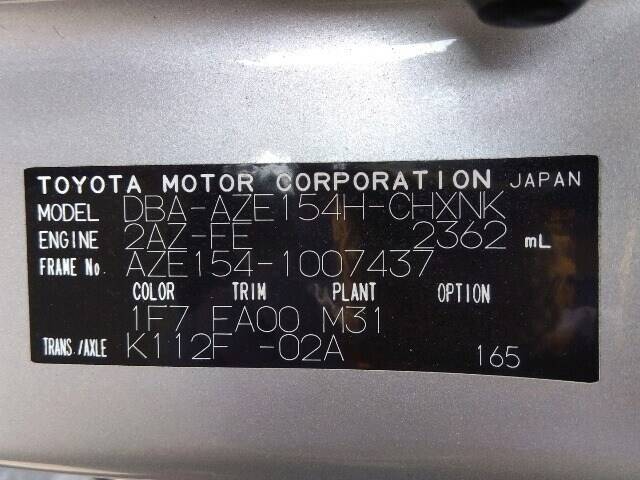 TOYOTA MOTOR CORPORATION JAPAN
MODEL DBA-AZE154H-CHXNK
ENGINE 2AZ-FE 2362 mL
FRAME No. AZE154-1007437
COLOR TRIM PLANT OPTION
1F7 EA00 M31
TRANS./AXLE K112F -02A 165